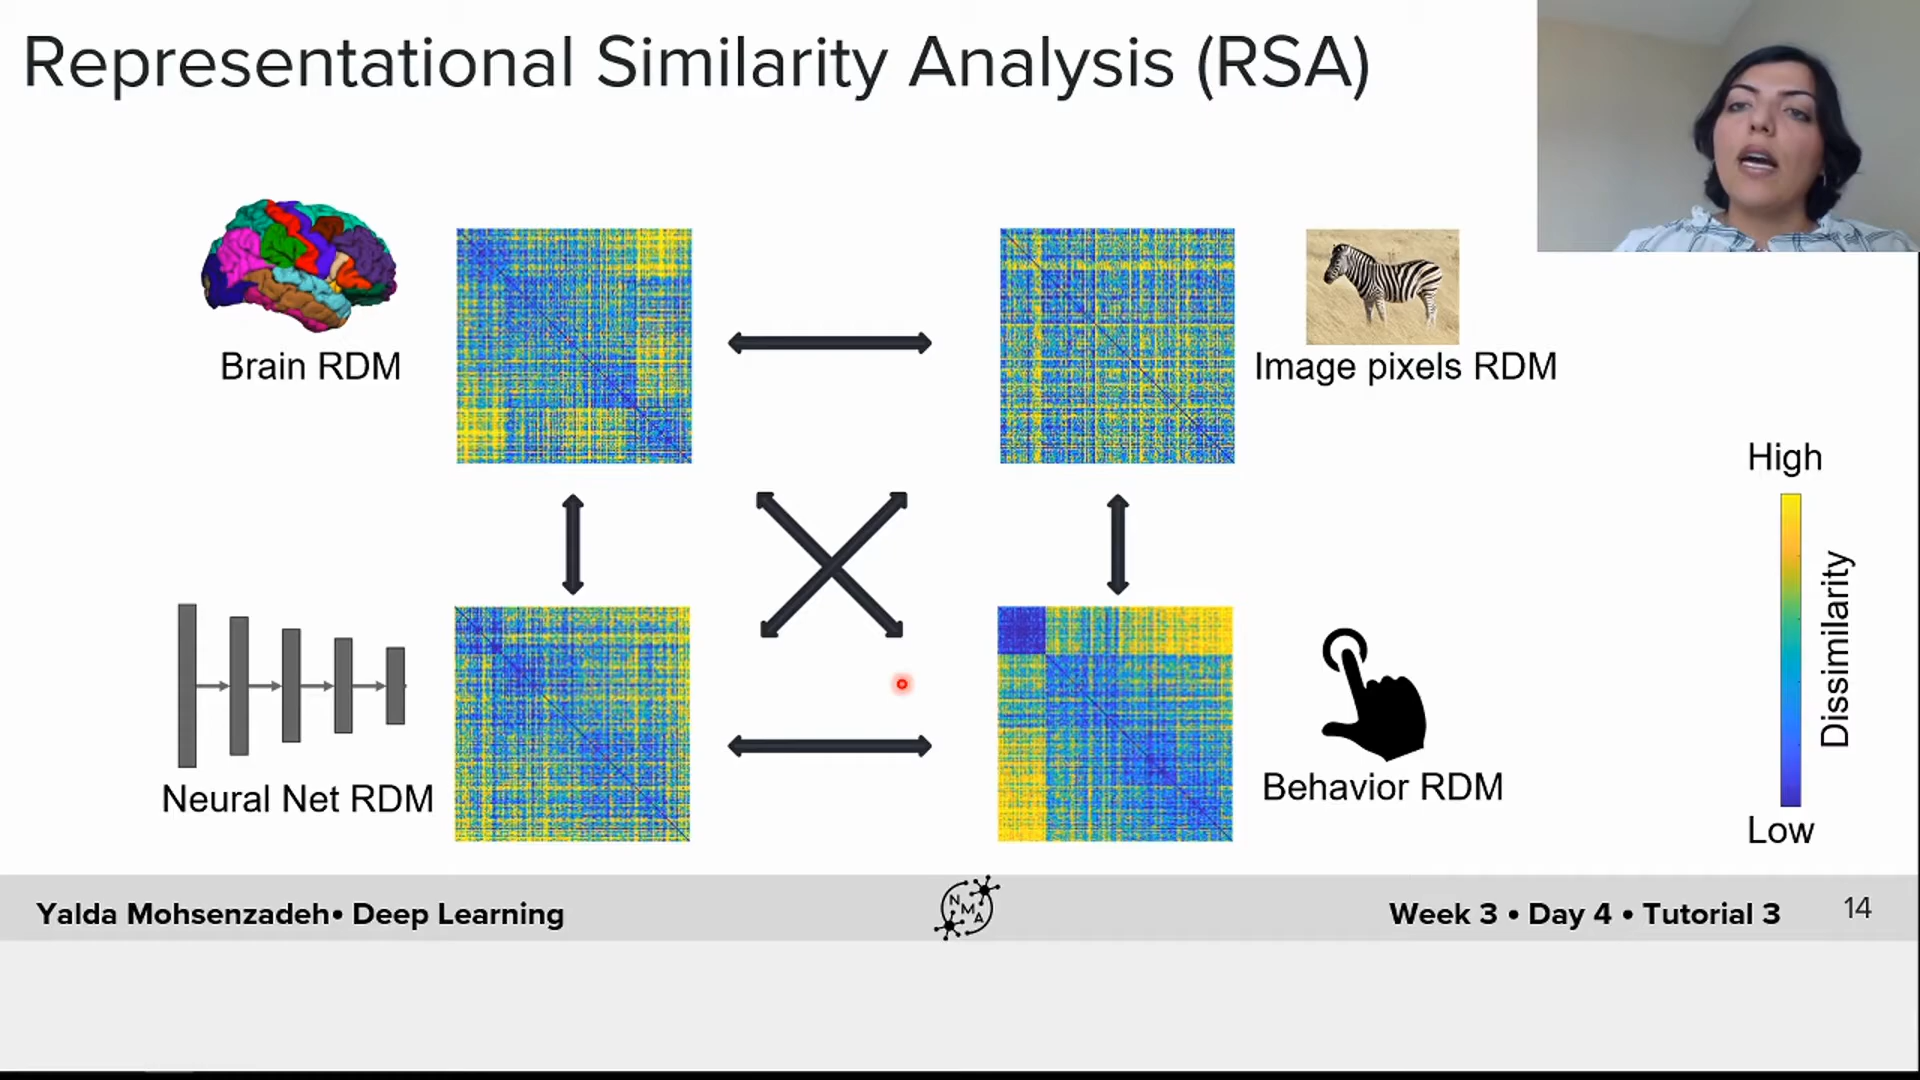 Representational Similarity Analysis (RSA)
Brain RDM
Image pixels RDM
High
Dissimilarity
Low
Neural Net RDM
Behavior RDM
Yalda Mohsenzadeh• Deep Learning
NMA
Week 3 • Day 4 • Tutorial 3
14